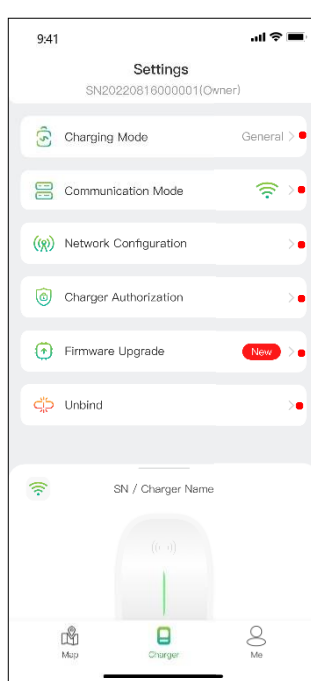 9:41
Settings
SN20220816000001(Owner)
Charging Mode General
Communication Mode
Network Configuration
Charger Authorization
Firmware Upgrade New
Unbind
SN / Charger Name
Map Charger Me